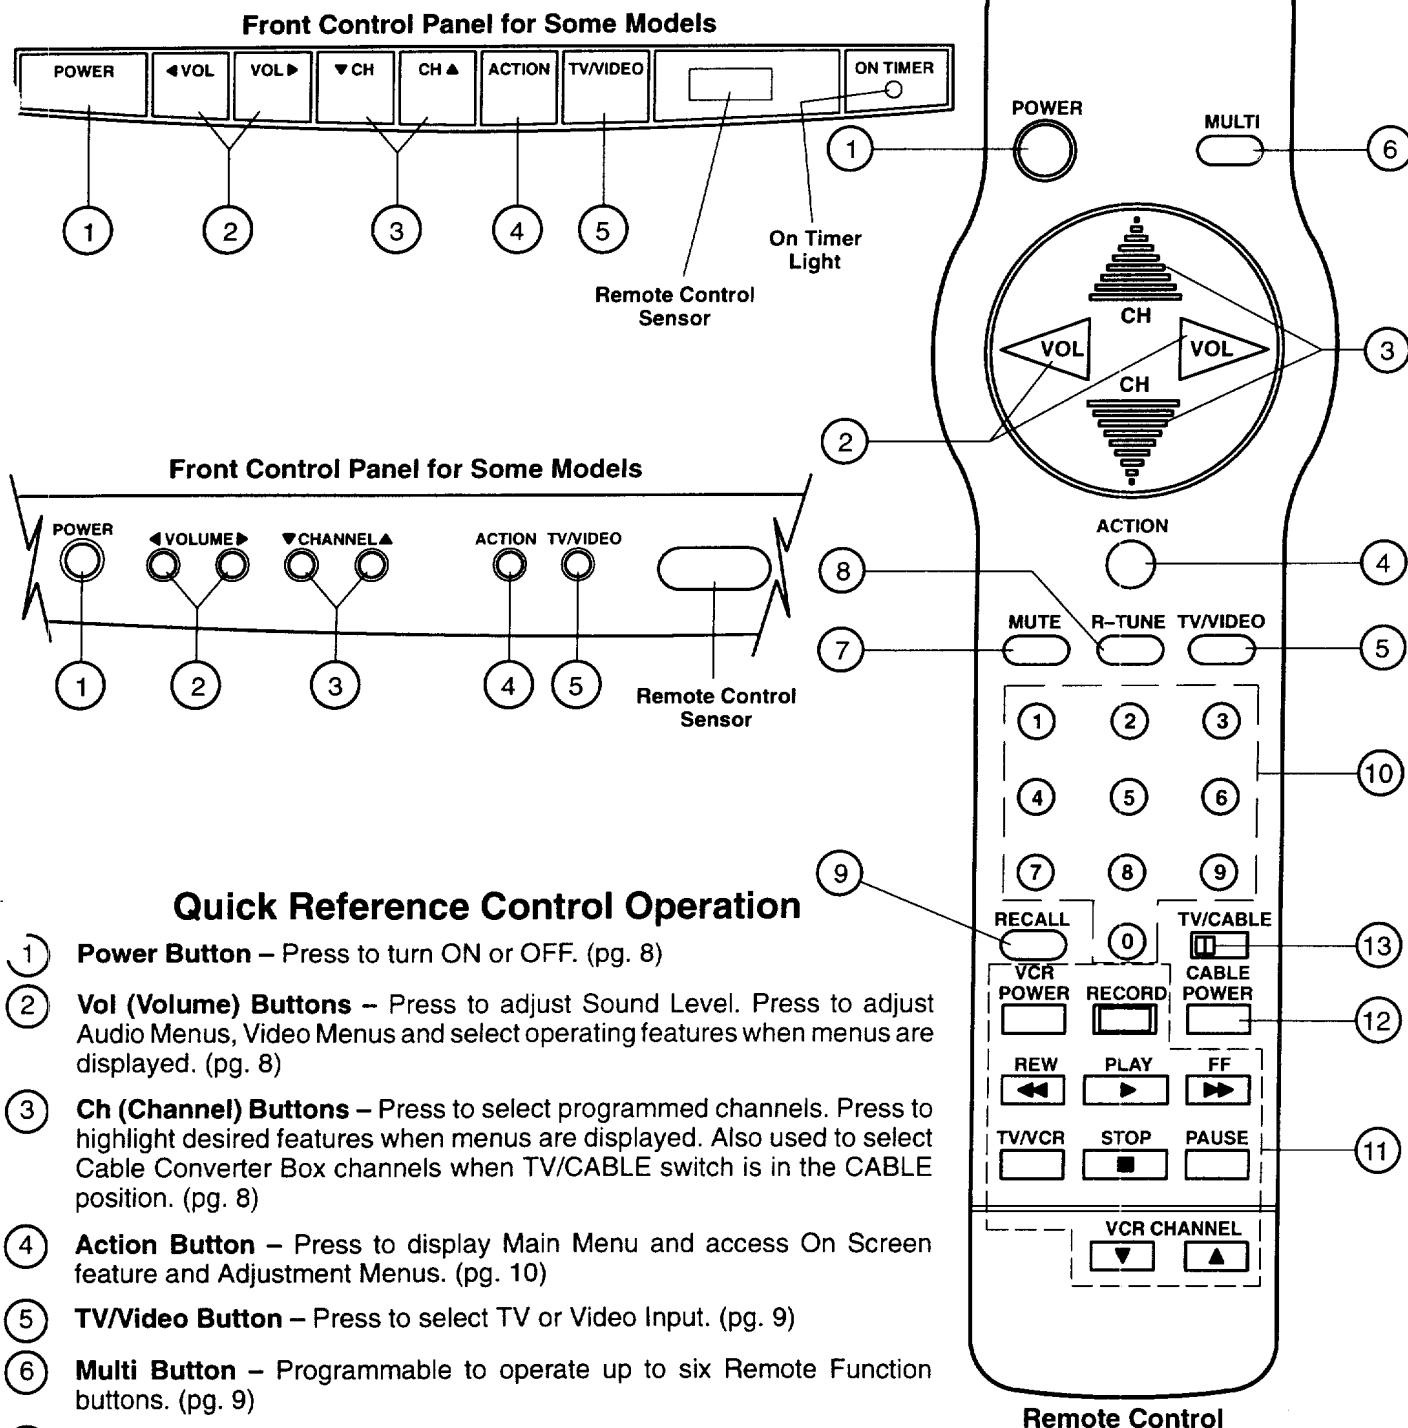 Front Control Panel for Some Models
POWER ◀VOL VOL▶ ▼CH CH▲ ACTION TV/VIDEO ON TIMER
1 2 3 4 5
On Timer
Light
Remote Control
Sensor
Front Control Panel for Some Models
POWER ◀VOLUME▶ ▼CHANNEL▲ ACTION TV/VIDEO
1 2 3 4 5
Remote Control
Sensor
POWER MULTI
1 6
CH
VOL VOL
3
CH
2
ACTION
4
8
MUTE R–TUNE TV/VIDEO
7 5
1 2 3
10
4 5 6
7 8 9
9
RECALL 0 TV/CABLE
13
VCR
POWER RECORD CABLE
POWER
12
REW PLAY FF
◀◀ ▶ ▶▶
TV/VCR STOP PAUSE
■
11
VCR CHANNEL
▼ ▲
Remote Control
Quick Reference Control Operation
1 Power Button – Press to turn ON or OFF. (pg. 8)
2 Vol (Volume) Buttons – Press to adjust Sound Level. Press to adjust
Audio Menus, Video Menus and select operating features when menus are
displayed. (pg. 8)
3 Ch (Channel) Buttons – Press to select programmed channels. Press to
highlight desired features when menus are displayed. Also used to select
Cable Converter Box channels when TV/CABLE switch is in the CABLE
position. (pg. 8)
4 Action Button – Press to display Main Menu and access On Screen
feature and Adjustment Menus. (pg. 10)
5 TV/Video Button – Press to select TV or Video Input. (pg. 9)
6 Multi Button – Programmable to operate up to six Remote Function
buttons. (pg. 9)